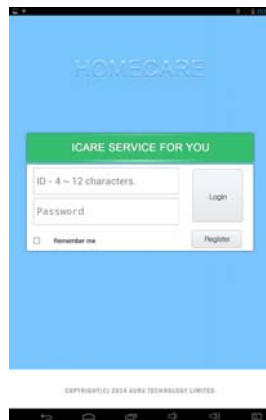 HOMECARE
ICARE SERVICE FOR YOU
ID - 4 ~ 12 characters.
Login
Password
Remember me
Register
COPYRIGHT(C) 2014 AURA TECHNOLOGY LIMITED.